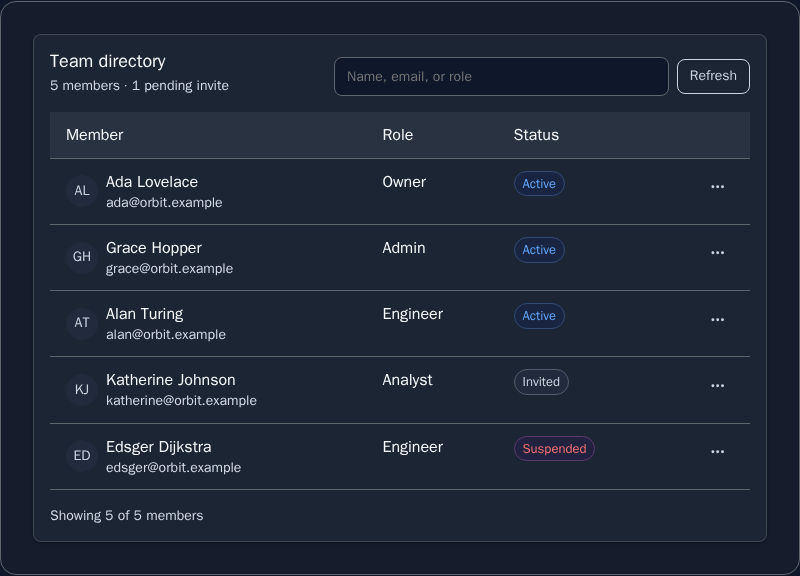 Team directory
5 members · 1 pending invite
Name, email, or role
Refresh
Member Role Status
AL Ada Lovelace Owner Active ···
ada@orbit.example
GH Grace Hopper Admin Active ···
grace@orbit.example
AT Alan Turing Engineer Active ···
alan@orbit.example
KJ Katherine Johnson Analyst Invited ···
katherine@orbit.example
ED Edsger Dijkstra Engineer Suspended ···
edsger@orbit.example
Showing 5 of 5 members